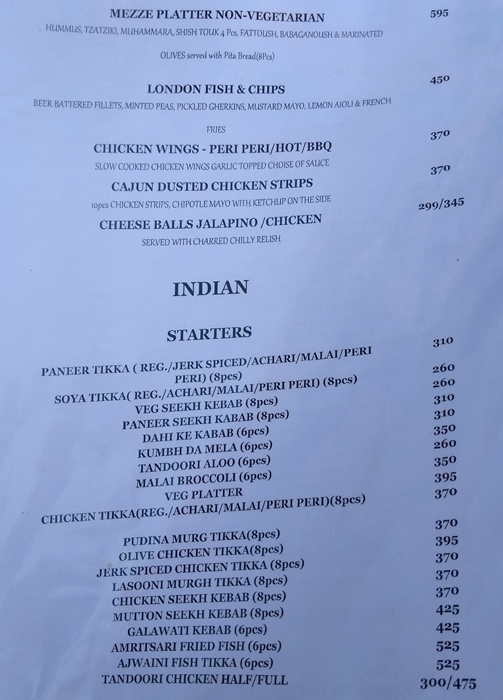 MEZZE PLATTER NON-VEGETARIAN 595
HUMMUS, TZATZIKI, MUHAMMARA, SHISH TOUK 4 Pcs, FATTOUSH, BABAGANOUSH & MARINATED
OLIVES served with Pita Bread(8Pcs)
LONDON FISH & CHIPS 450
BEER BATTERED FILLETS, MINTED PEAS, PICKLED GHERKINS, MUSTARD MAYO, LEMON AIOLI & FRENCH
FRIES
CHICKEN WINGS - PERI PERI/HOT/BBQ 370
SLOW COOKED CHICKEN WINGS GARLIC TOPPED CHOISE OF SAUCE
CAJUN DUSTED CHICKEN STRIPS 370
10pcs CHICKEN STRIPS, CHIPOTLE MAYO WITH KETCHUP ON THE SIDE
CHEESE BALLS JALAPINO /CHICKEN 299/345
SERVED WITH CHARRED CHILLY RELISH
INDIAN
STARTERS
PANEER TIKKA ( REG./JERK SPICED/ACHARI/MALAI/PERI 310
PERI) (8pcs)
SOYA TIKKA( REG./ACHARI/MALAI/PERI PERI) (8pcs) 260
VEG SEEKH KEBAB (8pcs) 260
PANEER SEEKH KABAB (8pcs) 310
DAHI KE KABAB (6pcs) 310
KUMBH DA MELA (6pcs) 350
TANDOORI ALOO (6pcs) 260
MALAI BROCCOLI (6pcs) 350
VEG PLATTER 395
CHICKEN TIKKA(REG./ACHARI/MALAI/PERI PERI)(8pcs) 370
PUDINA MURG TIKKA(8pcs) 370
OLIVE CHICKEN TIKKA(8pcs) 395
JERK SPICED CHICKEN TIKKA (8pcs) 370
LASOONI MURGH TIKKA (8pcs) 370
CHICKEN SEEKH KEBAB (8pcs) 370
MUTTON SEEKH KEBAB (8pcs) 425
GALAWATI KEBAB (6pcs) 425
AMRITSARI FRIED FISH (6pcs) 525
AJWAINI FISH TIKKA (6pcs) 525
TANDOORI CHICKEN HALF/FULL 300/475